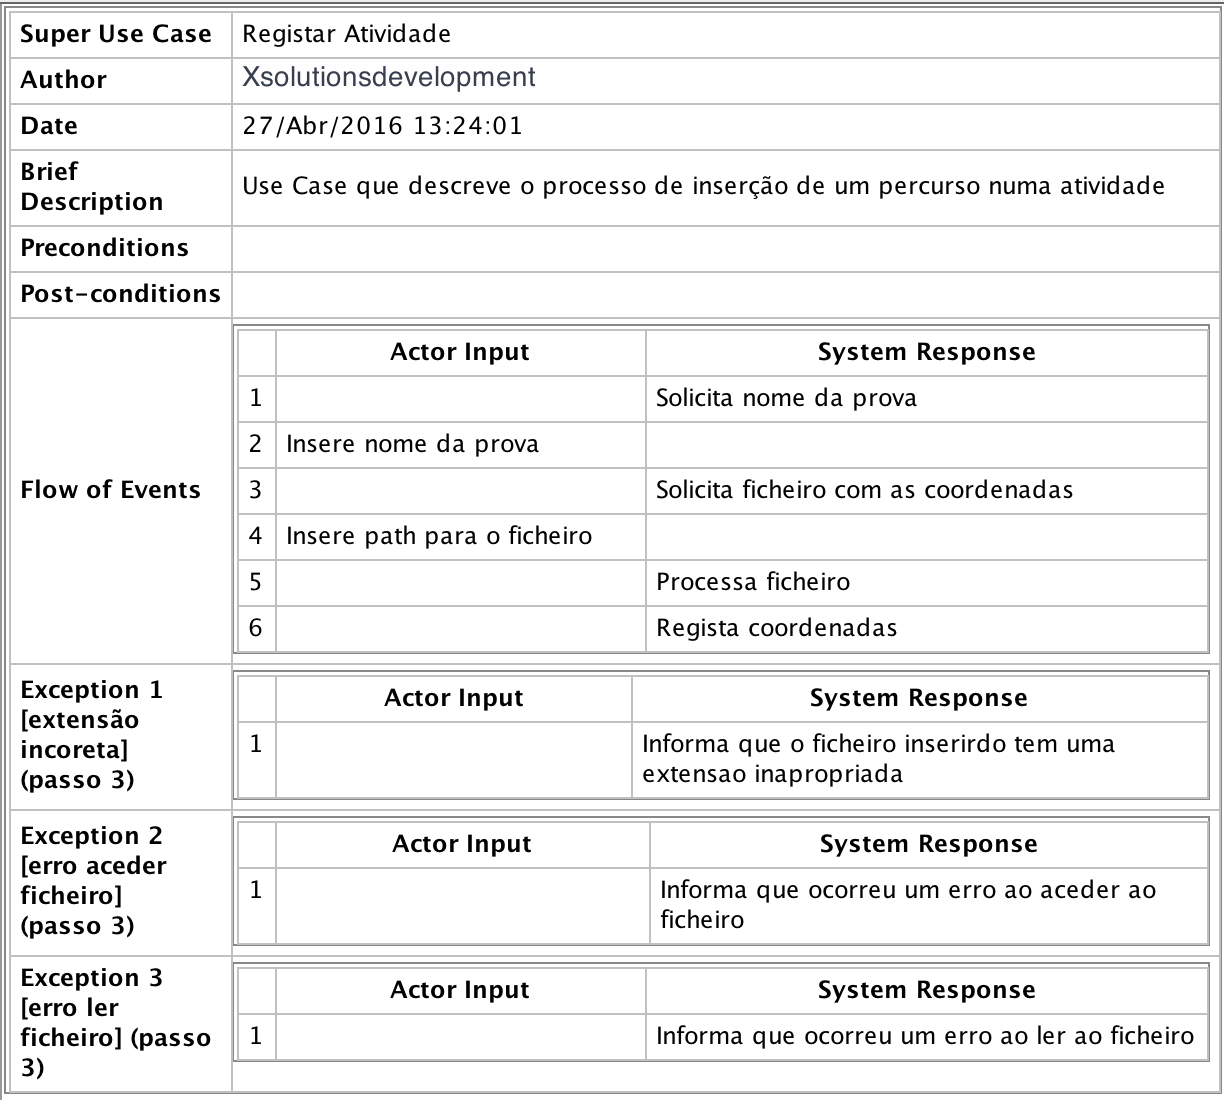 Super Use Case Registar Atividade
Author Xsolutionsdevelopment
Date 27/Abr/2016 13:24:01
Brief
Description
Use Case que descreve o processo de inserção de um percurso numa atividade
Preconditions
Post-conditions
Flow of Events
Actor Input System Response
1 Solicita nome da prova
2 Insere nome da prova
3 Solicita ficheiro com as coordenadas
4 Insere path para o ficheiro
5 Processa ficheiro
6 Regista coordenadas
Exception 1
[extensão
incoreta]
(passo 3)
Actor Input System Response
1 Informa que o ficheiro inserirdo tem uma
extensao inapropriada
Exception 2
[erro aceder
ficheiro]
(passo 3)
Actor Input System Response
1 Informa que ocorreu um erro ao aceder ao
ficheiro
Exception 3
[erro ler
ficheiro] (passo
3)
Actor Input System Response
1 Informa que ocorreu um erro ao ler ao ficheiro